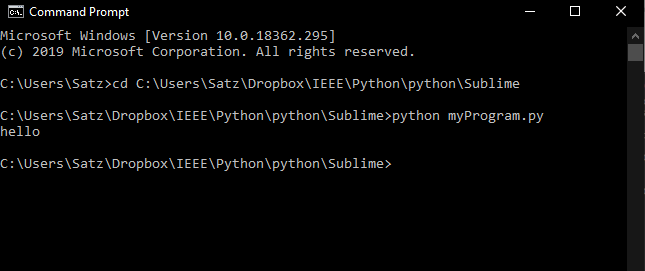 Command Prompt
Microsoft Windows [Version 10.0.18362.295]
(c) 2019 Microsoft Corporation. All rights reserved.
C:\Users\Satz>cd C:\Users\Satz\Dropbox\IEEE\Python\python\Sublime
C:\Users\Satz\Dropbox\IEEE\Python\python\Sublime>python myProgram.py
hello
C:\Users\Satz\Dropbox\IEEE\Python\python\Sublime>